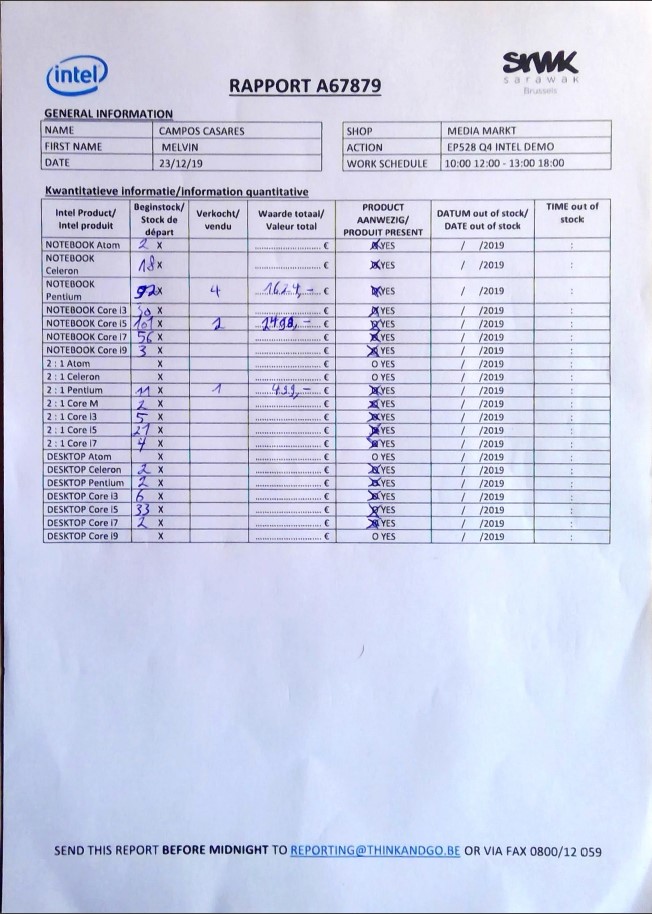 intel
SRWK
sarawak
Brussels
RAPPORT A67879
GENERAL INFORMATION
NAME CAMPOS CASARES
FIRST NAME MELVIN
DATE 23/12/19
SHOP MEDIA MARKT
ACTION EP528 Q4 INTEL DEMO
WORK SCHEDULE 10:00 12:00 - 13:00 18:00
Kwantitatieve informatie/information quantitative
Intel Product/ Intel produit Beginstock/ Stock de départ Verkocht/ vendu Waarde totaal/ Valeur total PRODUCT AANWEZIG/ PRODUIT PRESENT DATUM out of stock/ DATE out of stock TIME out of stock
NOTEBOOK Atom 2 x ............ € YES / /2019 :
NOTEBOOK Celeron 18 x ............ € YES / /2019 :
NOTEBOOK Pentium 92 x 4 1624,- € YES / /2019 :
NOTEBOOK Core I3 30 X ............ € YES / /2019 :
NOTEBOOK Core I5 101 X 2 2498,- € YES / /2019 :
NOTEBOOK Core I7 56 X ............ € YES / /2019 :
NOTEBOOK Core I9 3 X ............ € YES / /2019 :
2 : 1 Atom X ............ € O YES / /2019 :
2 : 1 Celeron X ............ € O YES / /2019 :
2 : 1 Pentium 11 X 1 499,- € YES / /2019 :
2 : 1 Core M 2 X ............ € YES / /2019 :
2 : 1 Core I3 5 X ............ € YES / /2019 :
2 : 1 Core I5 21 X ............ € YES / /2019 :
2 : 1 Core I7 4 X ............ € YES / /2019 :
DESKTOP Atom X ............ € O YES / /2019 :
DESKTOP Celeron 2 X ............ € YES / /2019 :
DESKTOP Pentium 2 X ............ € YES / /2019 :
DESKTOP Core I3 6 X ............ € YES / /2019 :
DESKTOP Core I5 33 X ............ € YES / /2019 :
DESKTOP Core i7 2 X ............ € YES / /2019 :
DESKTOP Core I9 X ............ € O YES / /2019 :
SEND THIS REPORT BEFORE MIDNIGHT TO REPORTING@THINKANDGO.BE OR VIA FAX 0800/12 059